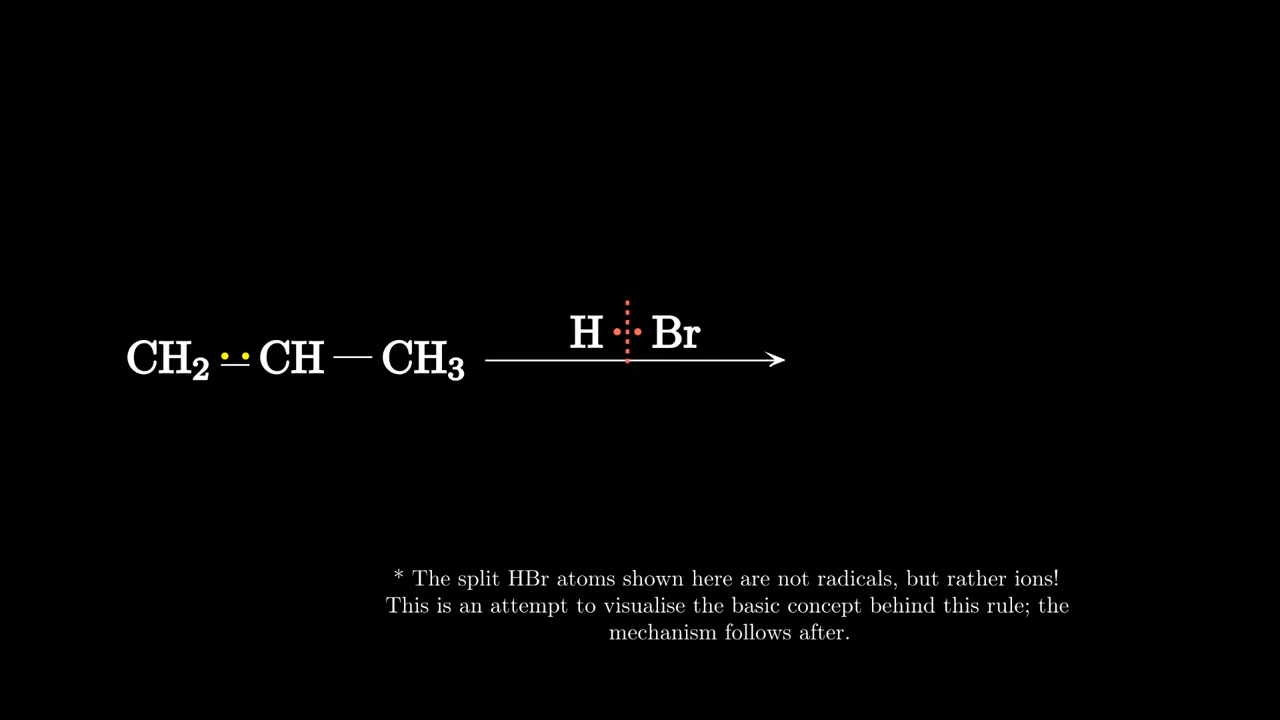 H Br
CH₂ = CH — CH₃
* The split HBr atoms shown here are not radicals, but rather ions!
This is an attempt to visualise the basic concept behind this rule; the
mechanism follows after.